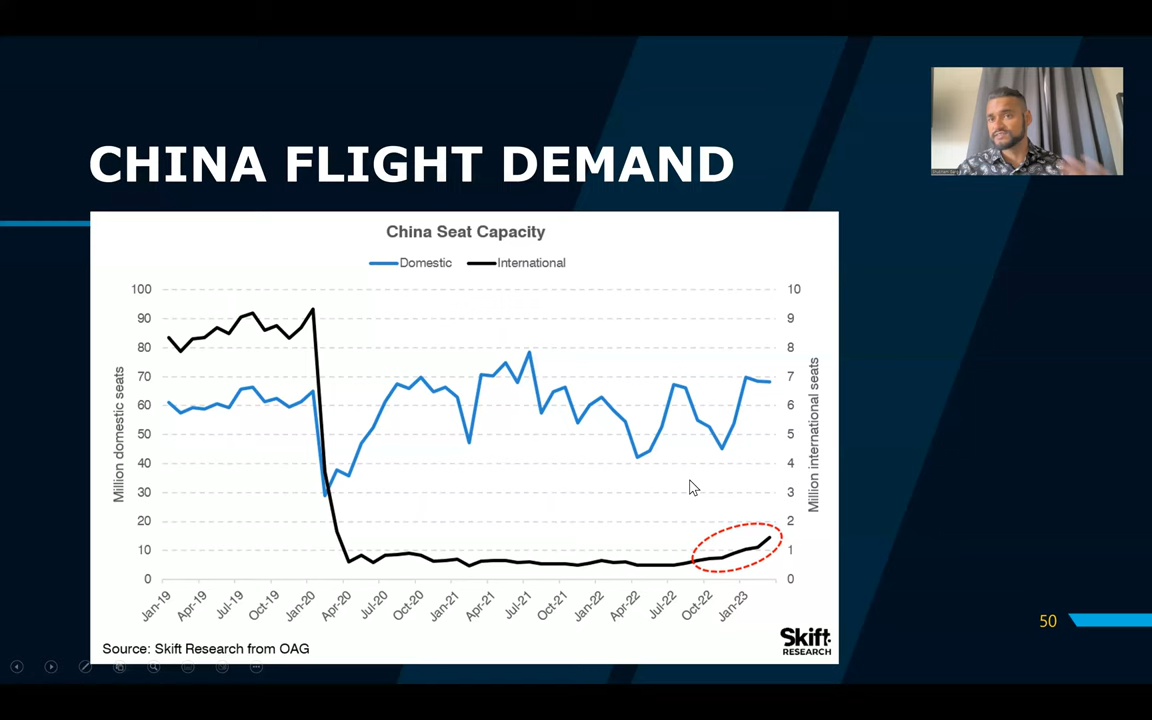 CHINA FLIGHT DEMAND
China Seat Capacity
Domestic International
100
90
80
70
60
50
40
30
20
10
0
Million domestic seats
10
9
8
7
6
5
4
3
2
1
0
Million international seats
Jan-19 Apr-19 Jul-19 Oct-19 Jan-20 Apr-20 Jul-20 Oct-20 Jan-21 Apr-21 Jul-21 Oct-21 Jan-22 Apr-22 Jul-22 Oct-22 Jan-23
Source: Skift Research from OAG
Skift
RESEARCH
50